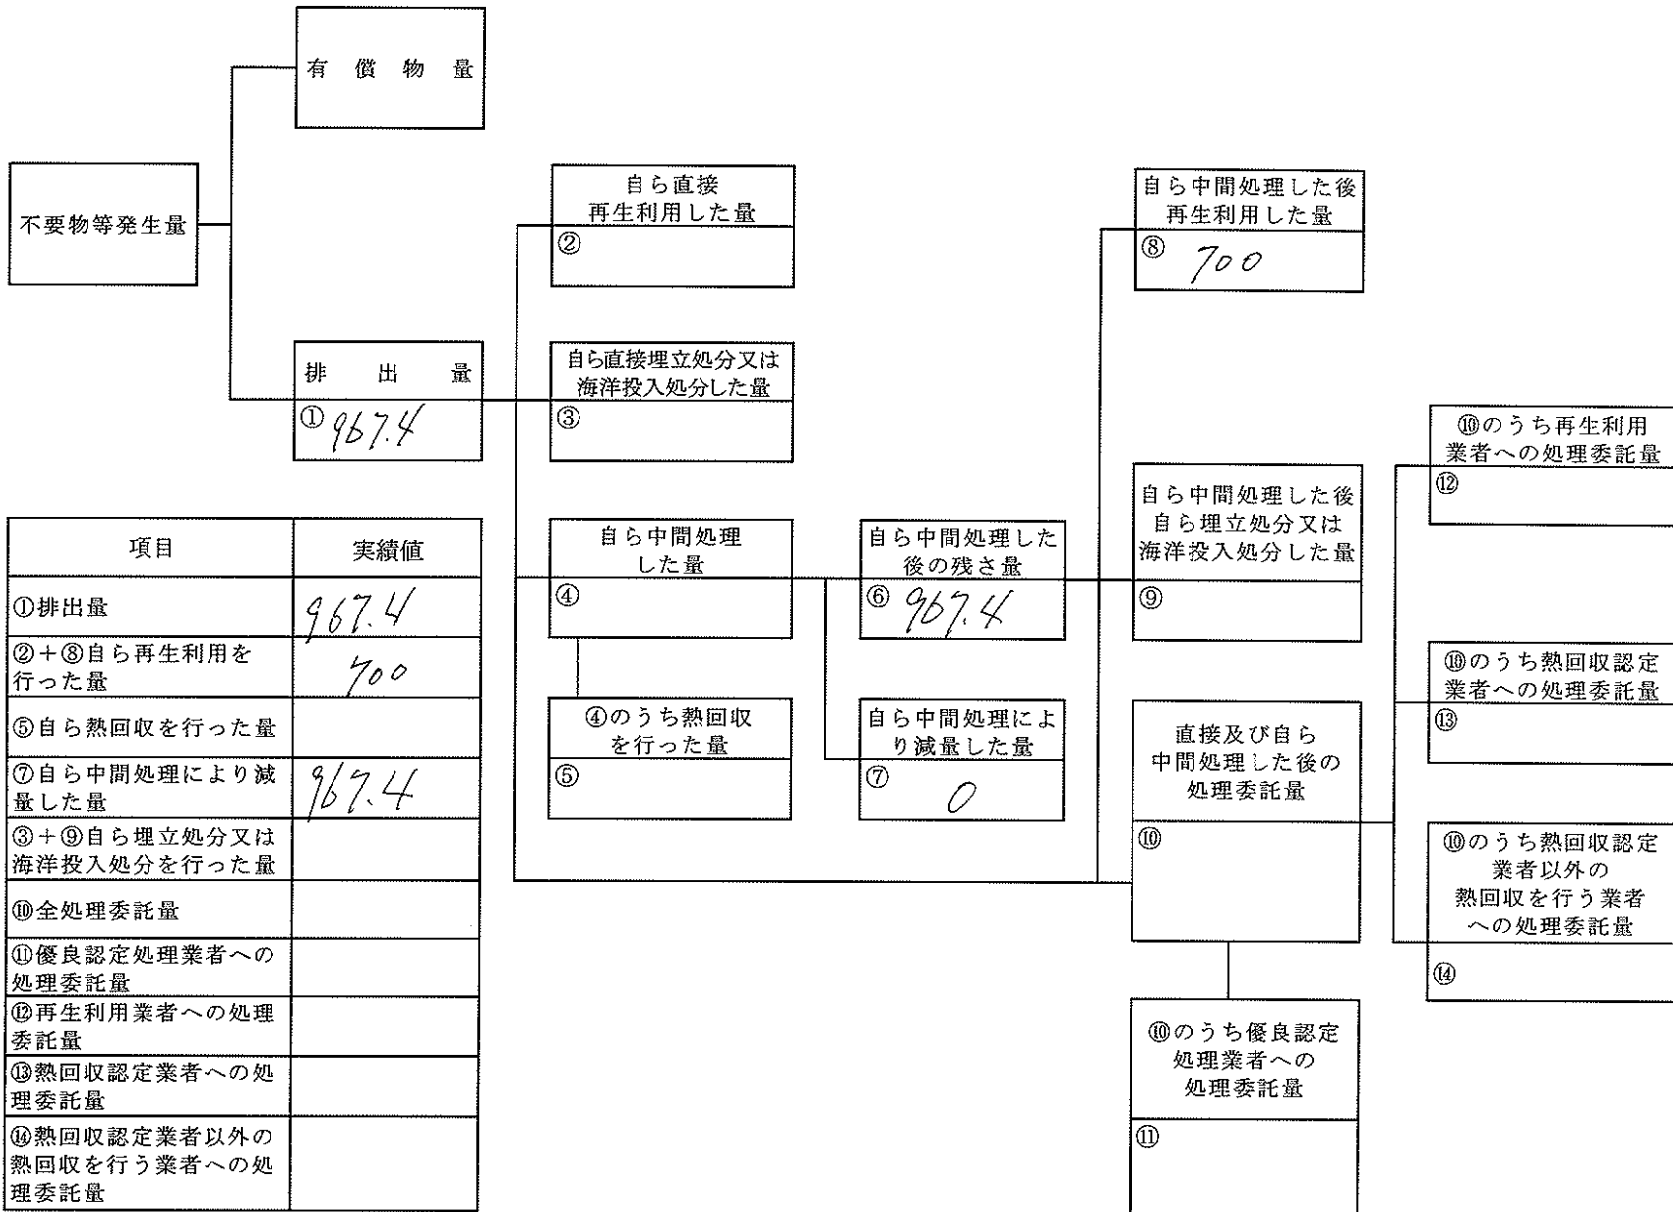 有償物量
不要物等発生量
排出量
① 967.4
自ら直接
再生利用した量
②
自ら直接埋立処分又は
海洋投入処分した量
③
自ら中間処理
した量
④
④のうち熱回収
を行った量
⑤
自ら中間処理した
後の残さ量
⑥ 967.4
自ら中間処理によ
り減量した量
⑦ 0
自ら中間処理した後
再生利用した量
⑧ 700
自ら中間処理した後
自ら埋立処分又は
海洋投入処分した量
⑨
直接及び自ら
中間処理した後の
処理委託量
⑩
⑩のうち優良認定
処理業者への
処理委託量
⑪
⑩のうち再生利用
業者への処理委託量
⑫
⑩のうち熱回収認定
業者への処理委託量
⑬
⑩のうち熱回収認定
業者以外の
熱回収を行う業者
への処理委託量
⑭
項目 実績値
①排出量 967.4
②+⑧自ら再生利用を
行った量 700
⑤自ら熱回収を行った量
⑦自ら中間処理により減
量した量 967.4
③+⑨自ら埋立処分又は
海洋投入処分を行った量
⑩全処理委託量
⑪優良認定処理業者への
処理委託量
⑫再生利用業者への処理
委託量
⑬熱回収認定業者への処
理委託量
⑭熱回収認定業者以外の
熱回収を行う業者への処
理委託量